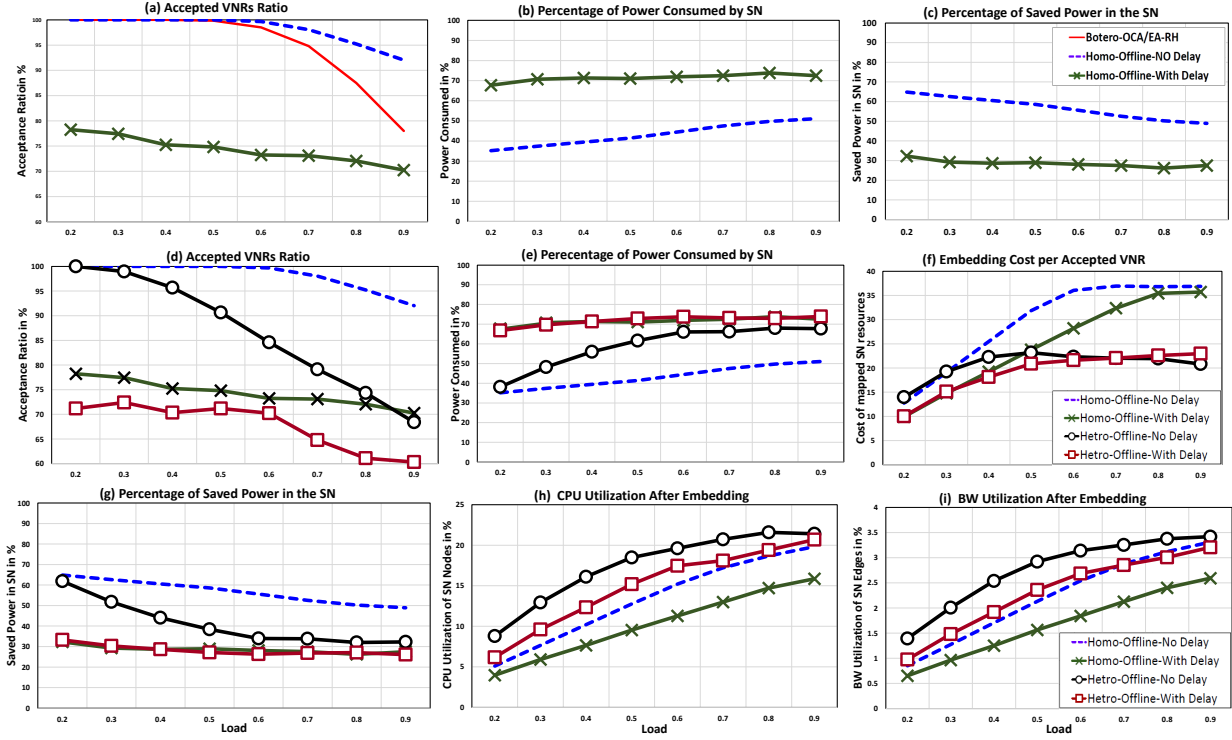 (a) Accepted VNRs Ratio
Acceptance Ratioin %
100
95
90
85
80
75
70
65
60
0.2 0.3 0.4 0.5 0.6 0.7 0.8 0.9
(b) Percentage of Power Consumed by SN
Power Consumed in %
100
90
80
70
60
50
40
30
20
10
0
0.2 0.3 0.4 0.5 0.6 0.7 0.8 0.9
(c) Percentage of Saved Power in the SN
Saved Power in SN in %
100
90
80
70
60
50
40
30
20
10
0
0.2 0.3 0.4 0.5 0.6 0.7 0.8 0.9
Botero-OCA/EA-RH
Homo-Offline-NO Delay
Homo-Offline-With Delay
(d) Accepted VNRs Ratio
Acceptance Ratio in %
100
95
90
85
80
75
70
65
60
0.2 0.3 0.4 0.5 0.6 0.7 0.8 0.9
(e) Perecentage of Power Consumed by SN
Power Consumed in %
100
90
80
70
60
50
40
30
20
10
0
0.2 0.3 0.4 0.5 0.6 0.7 0.8 0.9
(f) Embedding Cost per Accepted VNR
Cost of mapped SN resources
40
35
30
25
20
15
10
5
0
0.2 0.3 0.4 0.5 0.6 0.7 0.8 0.9
Homo-Offline-No Delay
Homo-Offline-With Delay
Hetro-Offline-No Delay
Hetro-Offline-With Delay
(g) Percentage of Saved Power in the SN
Saved Power in SN in %
100
90
80
70
60
50
40
30
20
10
0
0.2 0.3 0.4 0.5 0.6 0.7 0.8 0.9
Load
(h) CPU Utilization After Embedding
CPU Utilization of SN Nodes in %
25
20
15
10
5
0
0.2 0.3 0.4 0.5 0.6 0.7 0.8 0.9
Load
(i) BW Utilization After Embedding
BW Utilization of SN Edges in %
4
3.5
3
2.5
2
1.5
1
0.5
0
0.2 0.3 0.4 0.5 0.6 0.7 0.8 0.9
Load
Homo-Offline-No Delay
Homo-Offline-With Delay
Hetro-Offline-No Delay
Hetro-Offline-With Delay